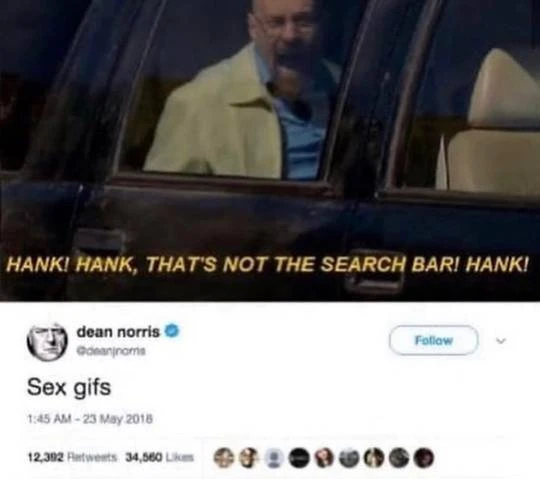 HANK! HANK, THAT'S NOT THE SEARCH BAR! HANK!
dean norris
@deanjnorris
Follow
Sex gifs
1:45 AM - 23 May 2018
12,392 Retweets 34,560 Likes